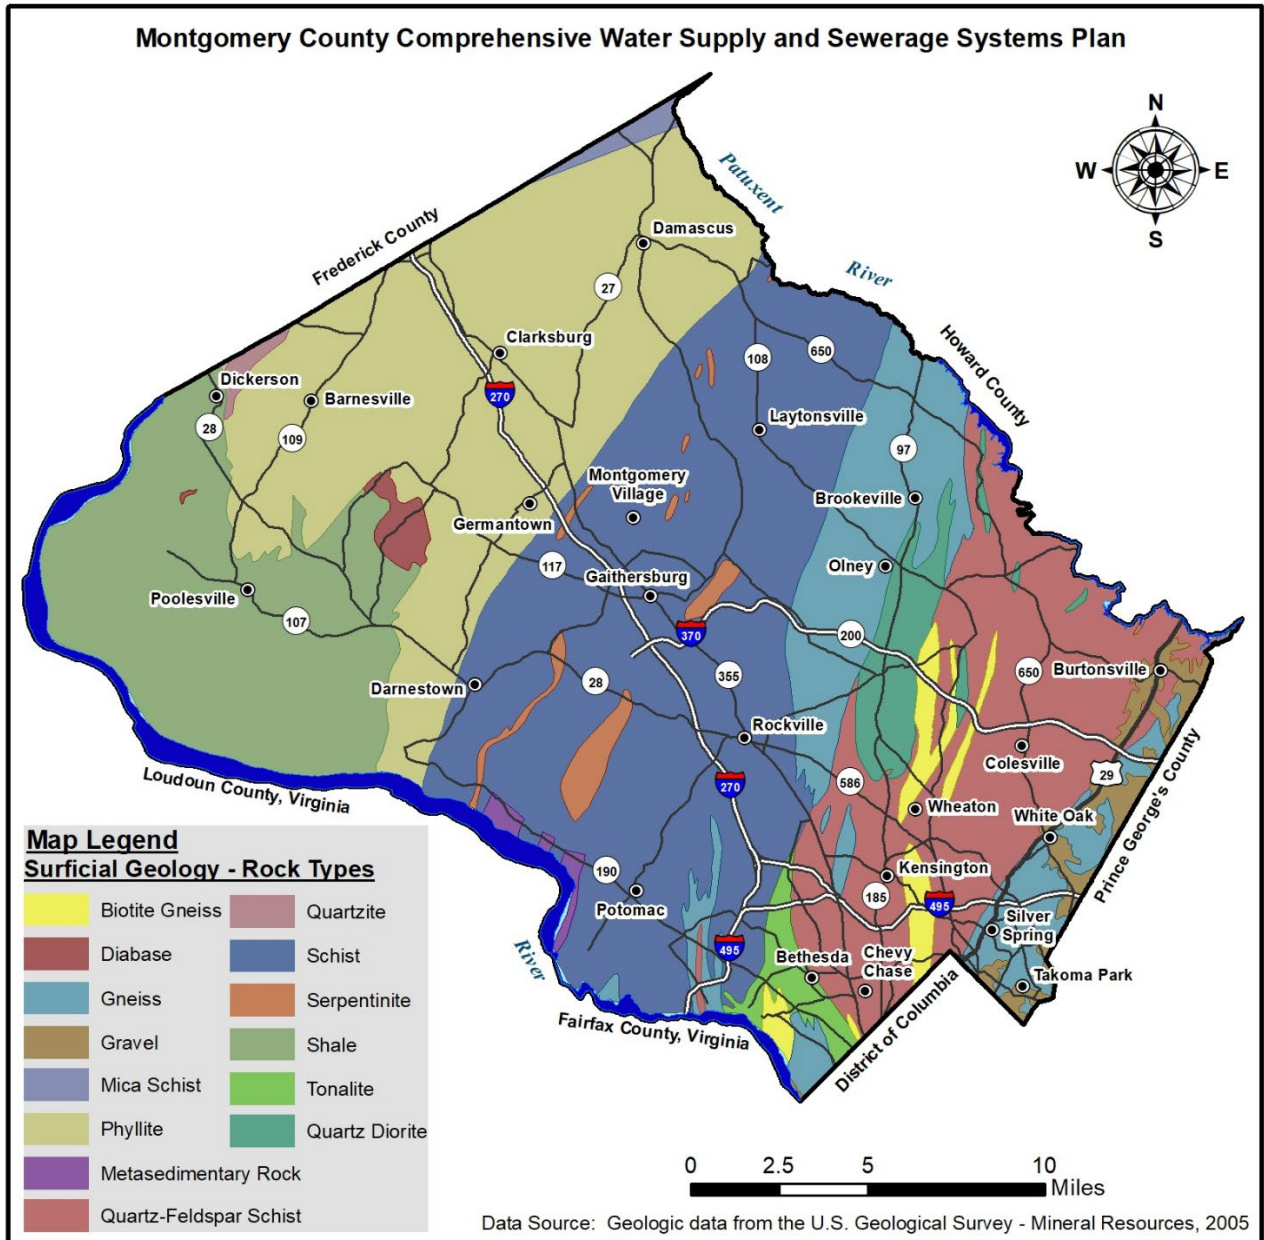 Montgomery County Comprehensive Water Supply and Sewerage Systems Plan
N
W
E
S
Patuxent
River
Frederick County
Howard County
Damascus
27
Clarksburg
270
108
650
Dickerson
Barnesville
28
109
Laytonsville
97
Montgomery
Village
Brookeville
Germantown
117
Gaithersburg
Olney
Poolesville
107
370
200
Darnestown
28
355
650
Burtonsville
Rockville
Colesville
Loudoun County, Virginia
270
586
29
Prince George's County
Wheaton
White Oak
190
Kensington
Potomac
185
495
River
495
Bethesda
Chevy
Chase
Silver
Spring
Takoma Park
Fairfax County, Virginia
District of Columbia
Map Legend
Surficial Geology - Rock Types
Biotite Gneiss
Quartzite
Diabase
Schist
Gneiss
Serpentinite
Gravel
Shale
Mica Schist
Tonalite
Phyllite
Quartz Diorite
Metasedimentary Rock
Quartz-Feldspar Schist
0 2.5 5 10
Miles
Data Source: Geologic data from the U.S. Geological Survey - Mineral Resources, 2005